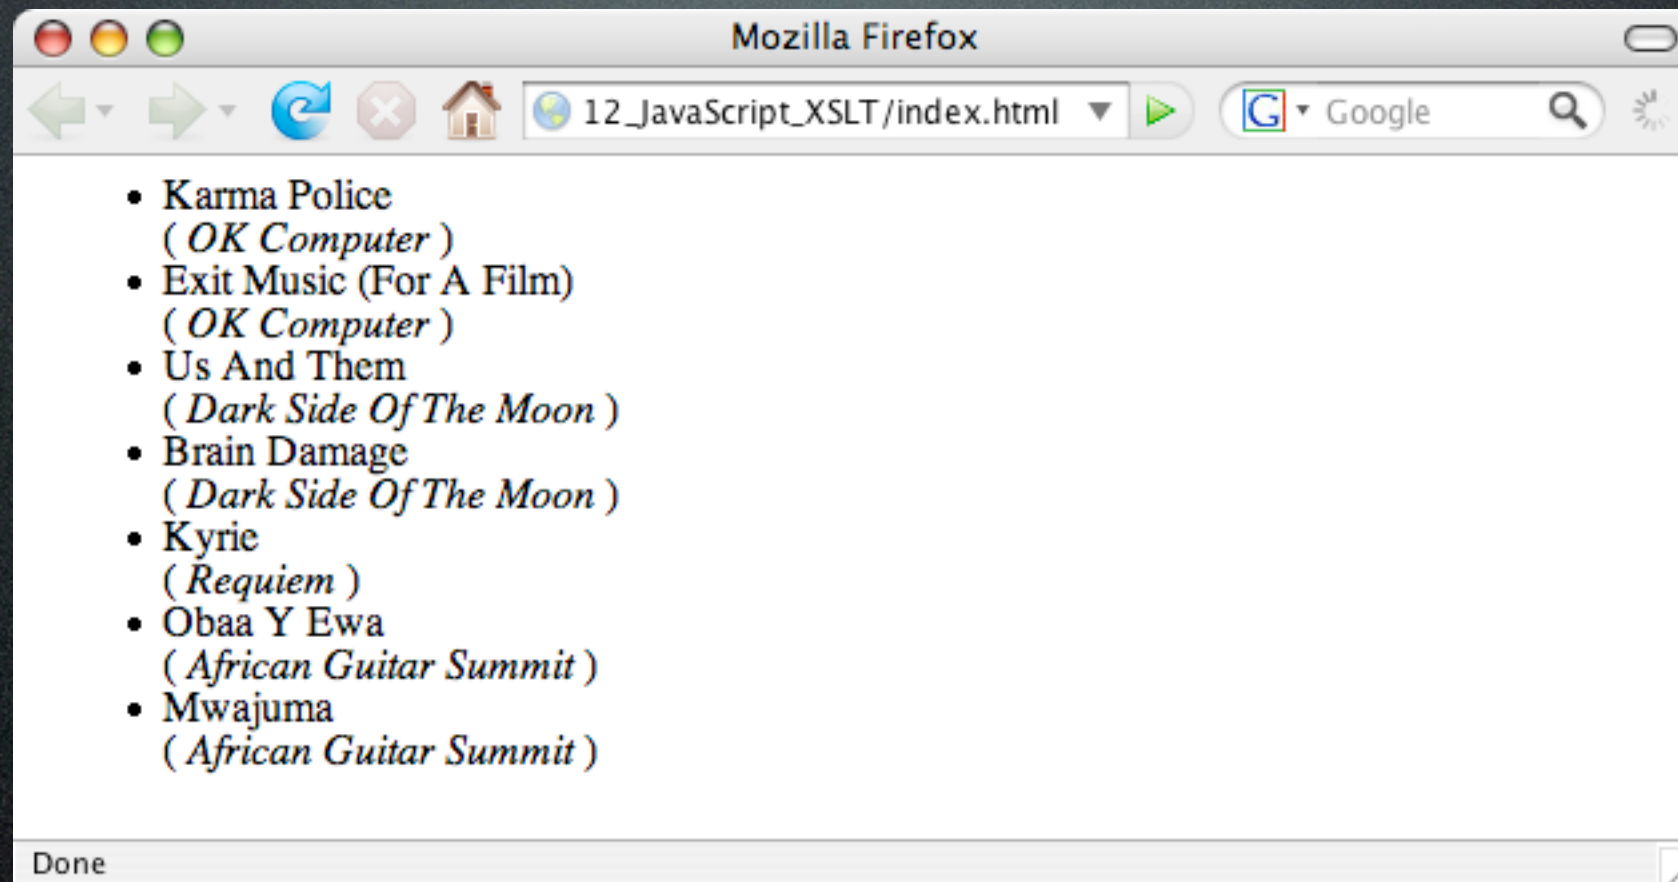 Mozilla Firefox
12_JavaScript_XSLT/index.html
G Google
• Karma Police
( OK Computer )
• Exit Music (For A Film)
( OK Computer )
• Us And Them
( Dark Side Of The Moon )
• Brain Damage
( Dark Side Of The Moon )
• Kyrie
( Requiem )
• Obaa Y Ewa
( African Guitar Summit )
• Mwajuma
( African Guitar Summit )
Done